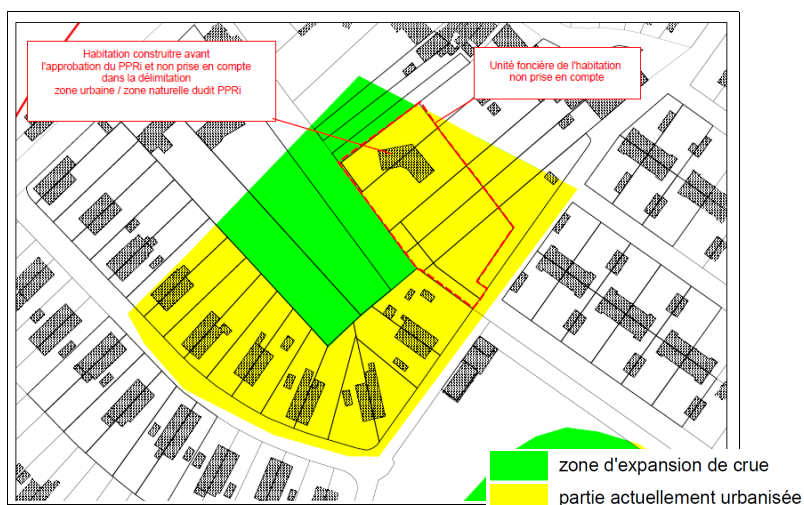 Habitation construitre avant
l'approbation du PPRi et non prise en compte
dans la délimitation
zone urbaine / zone naturelle dudit PPRi
Unité foncière de l'habitation
non prise en compte
zone d'expansion de crue
partie actuellement urbanisée